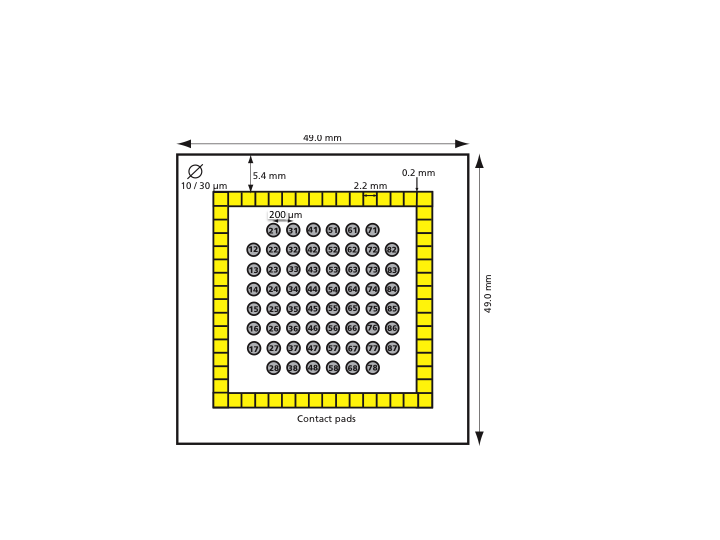 49.0 mm
5.4 mm
0.2 mm
10 / 30 µm
2.2 mm
200 µm
21 31 41 51 61 71
12 22 32 42 52 62 72 82
13 23 33 43 53 63 73 83
14 24 34 44 54 64 74 84
15 25 35 45 55 65 75 85
16 26 36 46 56 66 76 86
17 27 37 47 57 67 77 87
28 38 48 58 68 78
49.0 mm
Contact pads